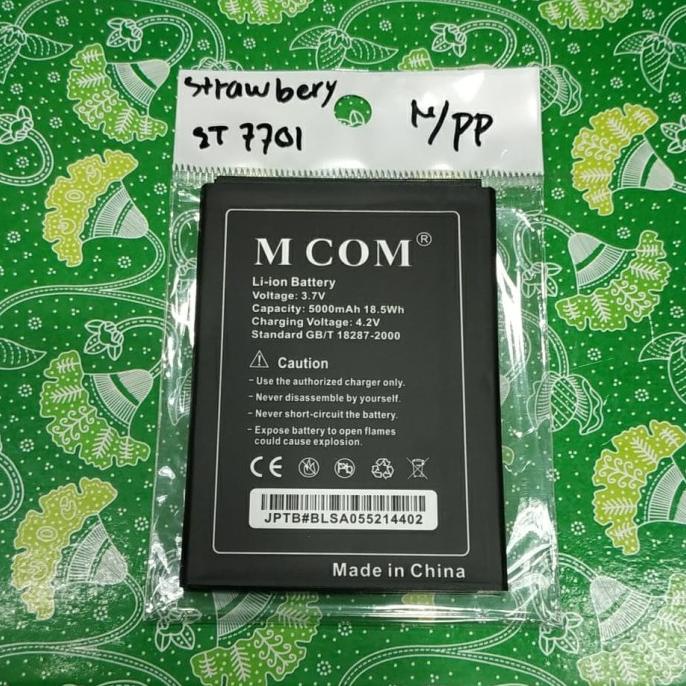 strawbery
ST 7701
M/PP
M COM®
Li-ion Battery
Voltage: 3.7V
Capacity: 5000mAh 18.5Wh
Charging Voltage: 4.2V
Standard GB/T 18287-2000
Caution
- Use the authorized charger only.
- Never disassemble by yourself.
- Never short-circuit the battery.
- Expose battery to open flames
could cause explosion.
CE
Pb
JPTB#BLSA055214402
Made in China